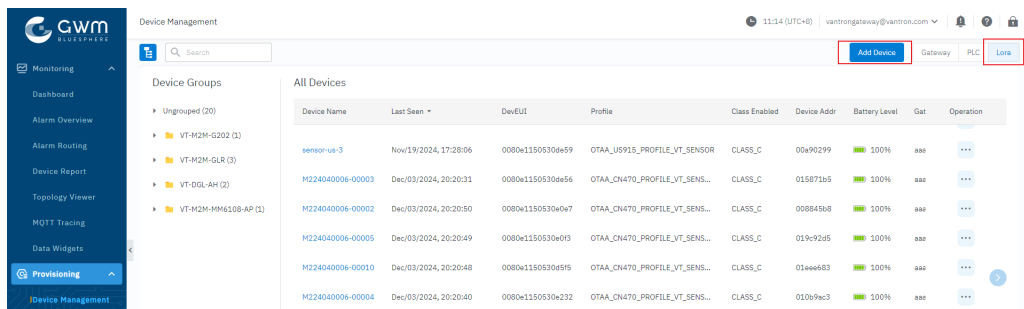 GWM
BLUESPHERE
Device Management
11:14 (UTC+8)
vantrongateway@vantron.com
Search
Add Device
Gateway
PLC
Lora
Monitoring
Dashboard
Alarm Overview
Alarm Routing
Device Report
Topology Viewer
MQTT Tracing
Data Widgets
Provisioning
Device Management
Device Groups
Ungrouped (20)
VT-M2M-G202 (1)
VT-M2M-GLR (3)
VT-DGL-AH (2)
VT-M2M-MM6108-AP (1)
All Devices
Device Name Last Seen DevEUI Profile Class Enabled Device Addr Battery Level Gat Operation
sensor-us-3 Nov/19/2024, 17:28:06 0080e1150530de59 OTAA_US915_PROFILE_VT_SENSOR CLASS_C 00a90299 100% aas ...
M224040006-00003 Dec/03/2024, 20:20:31 0080e1150530de56 OTAA_CN470_PROFILE_VT_SENS... CLASS_C 015871b5 100% aas ...
M224040006-00002 Dec/03/2024, 20:20:50 0080e1150530e0e7 OTAA_CN470_PROFILE_VT_SENS... CLASS_C 008845b8 100% aas ...
M224040006-00005 Dec/03/2024, 20:20:49 0080e1150530e0f3 OTAA_CN470_PROFILE_VT_SENS... CLASS_C 019c92d5 100% aas ...
M224040006-00010 Dec/03/2024, 20:20:48 0080e1150530d5f5 OTAA_CN470_PROFILE_VT_SENS... CLASS_C 01eee683 100% aas ...
M224040006-00004 Dec/03/2024, 20:20:40 0080e1150530e232 OTAA_CN470_PROFILE_VT_SENS... CLASS_C 010b9ac3 100% aas ...